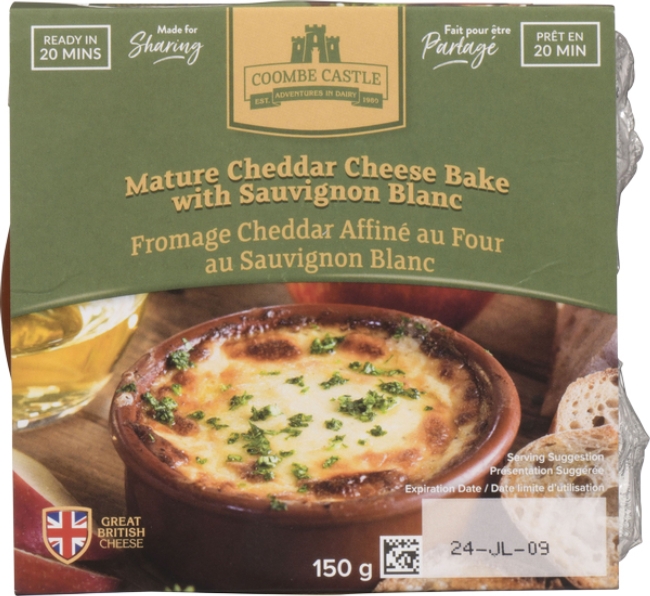 READY IN
20 MINS
Made for
Sharing
COOMBE CASTLE
EST. ADVENTURES IN DAIRY 1980
Fait pour être
Partagé
PRÊT EN
20 MIN
Mature Cheddar Cheese Bake
with Sauvignon Blanc
Fromage Cheddar Affiné au Four
au Sauvignon Blanc
Serving Suggestion
Présentation Suggérée
Expiration Date / Date limite d'utilisation
24-JL-09
GREAT
BRITISH
CHEESE
150 g